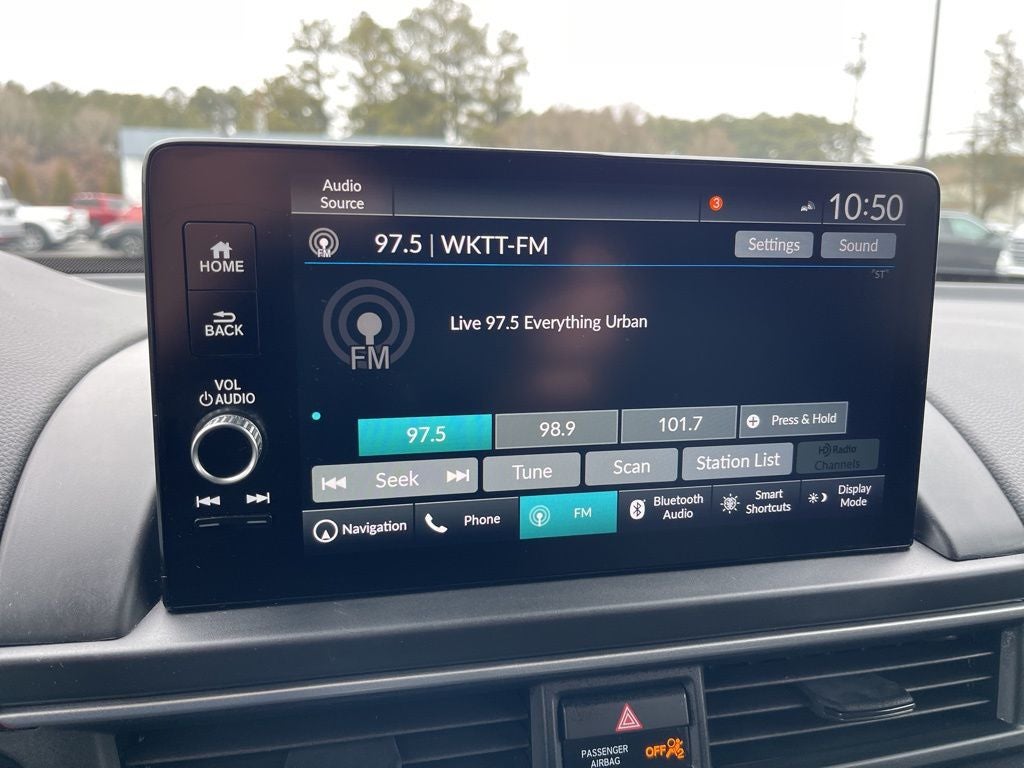 Audio
Source
3
10:50
FM
97.5 | WKTT-FM
Settings
Sound
ST
HOME
BACK
FM
Live 97.5 Everything Urban
VOL
AUDIO
97.5
98.9
101.7
Press & Hold
Seek
Tune
Scan
Station List
HD Radio
Channels
Navigation
Phone
FM
Bluetooth
Audio
Smart
Shortcuts
Display
Mode
PASSENGER
AIRBAG
OFF
2